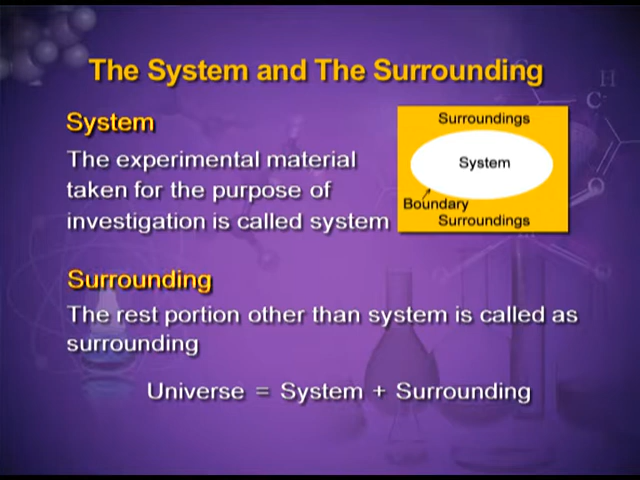 The System and The Surrounding
System
The experimental material
taken for the purpose of
investigation is called system
Surroundings
System
Boundary
Surroundings
Surrounding
The rest portion other than system is called as
surrounding
Universe = System + Surrounding
H
C